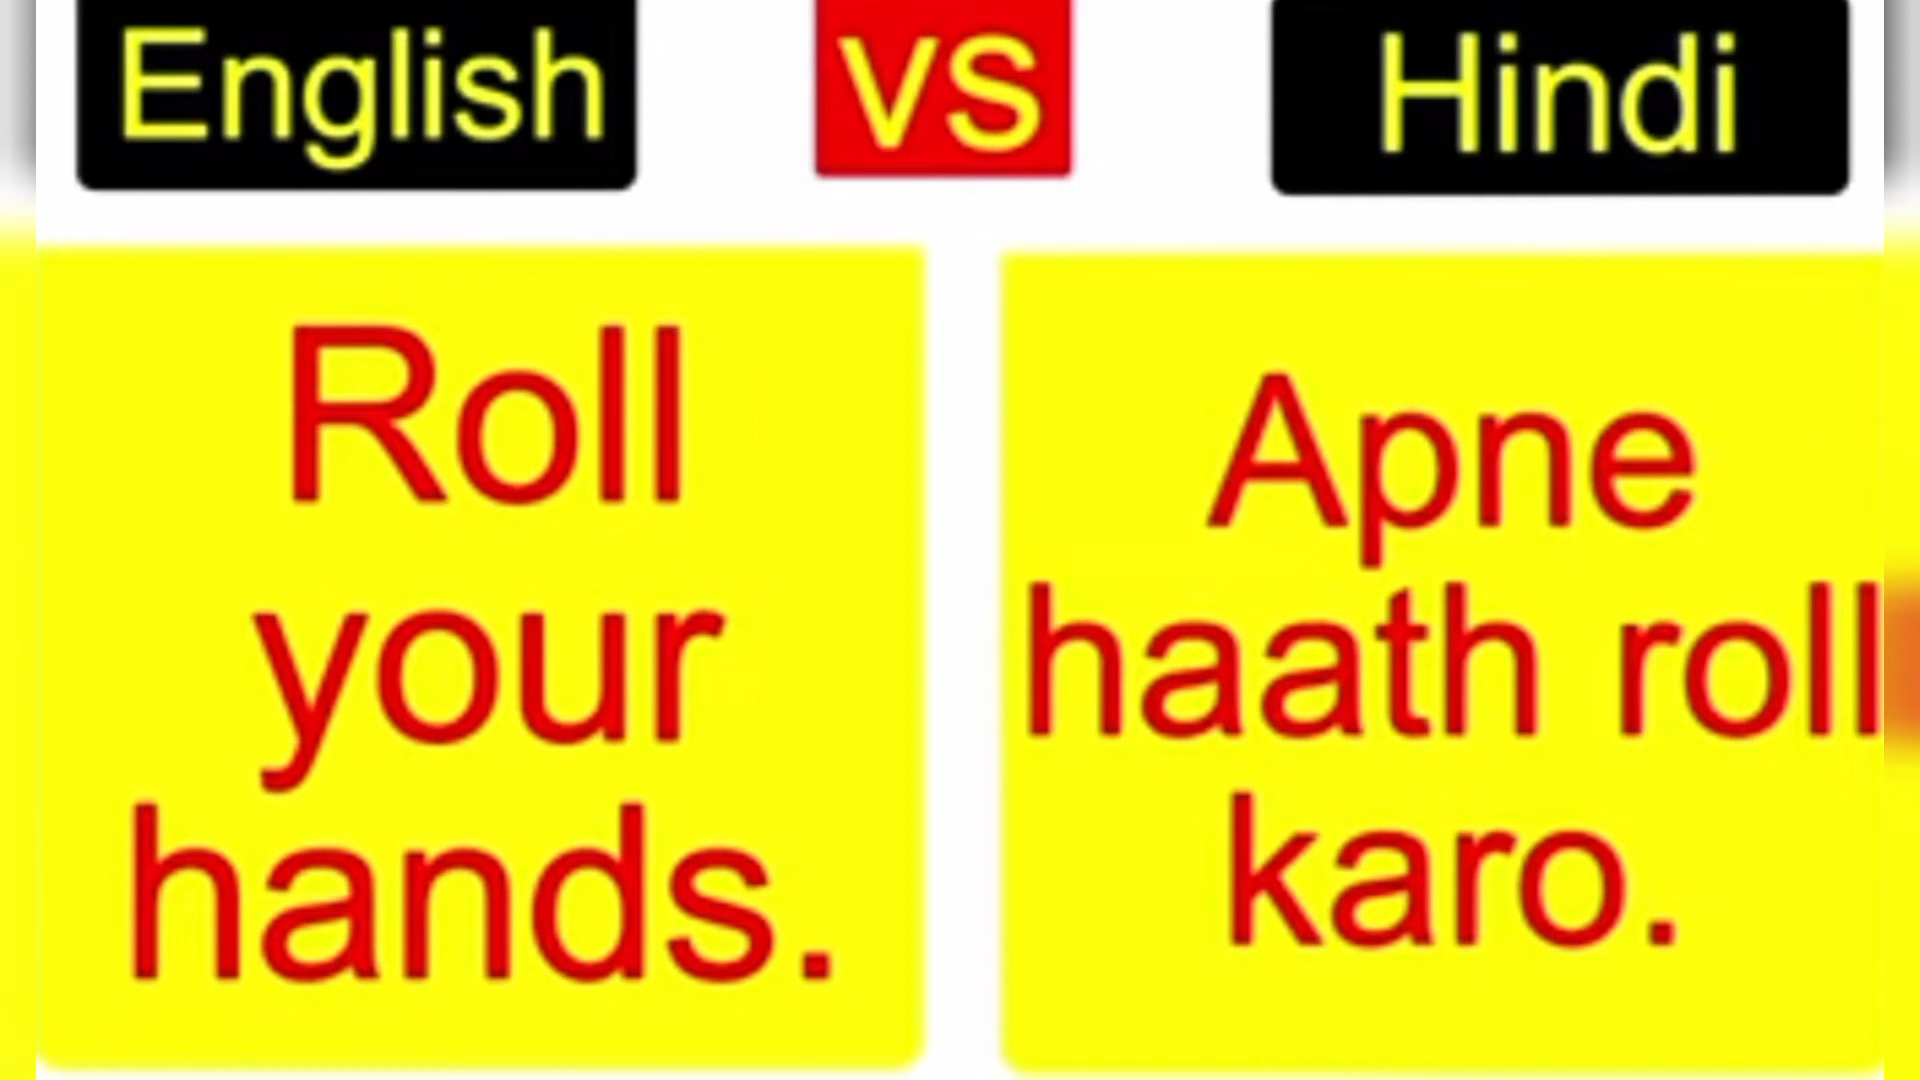 English VS Hindi
Roll
your
hands.
Apne
haath roll
karo.